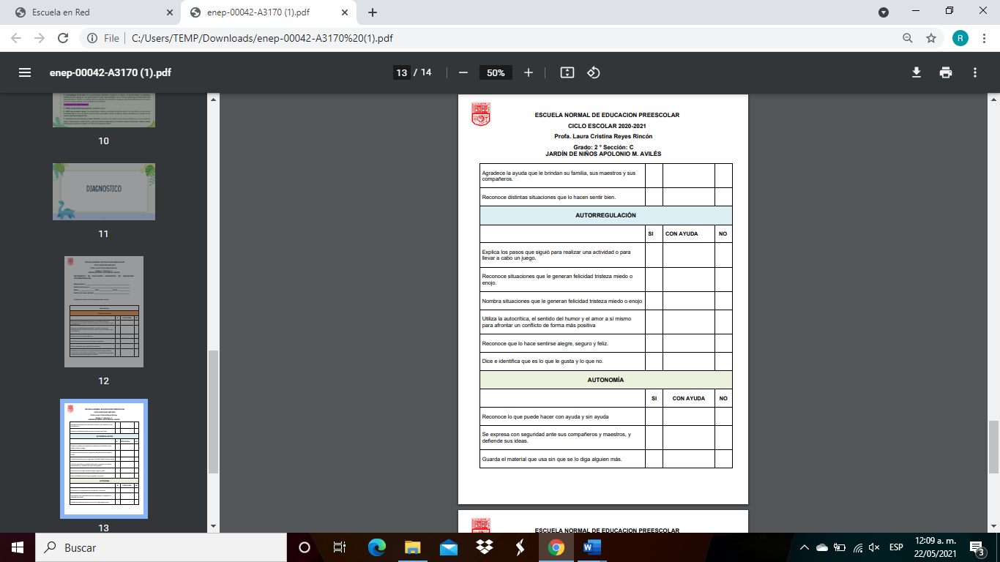 Escuela en Red
enep-00042-A3170 (1).pdf
File
C:/Users/TEMP/Downloads/enep-00042-A3170%20(1).pdf
R
enep-00042-A3170 (1).pdf
13 / 14
50%
10
DIAGNOSTICO
11
12
13
ESCUELA NORMAL DE EDUCACION PREESCOLAR
CICLO ESCOLAR 2020-2021
Profa. Laura Cristina Reyes Rincón
Grado: 2 ° Sección: C
JARDÍN DE NIÑOS APOLONIO M. AVILÉS
Agradece la ayuda que le brindan su familia, sus maestros y sus
compañeros.
Reconoce distintas situaciones que lo hacen sentir bien.
AUTORREGULACIÓN
SI CON AYUDA NO
Explica los pasos que siguió para realizar una actividad o para
llevar a cabo un juego.
Reconoce situaciones que le generan felicidad tristeza miedo o
enojo.
Nombra situaciones que le generan felicidad tristeza miedo o enojo
Utiliza la autocrítica, el sentido del humor y el amor a sí mismo
para afrontar un conflicto de forma más positiva
Reconoce que lo hace sentirse alegre, seguro y feliz.
Dice e identifica que es lo que le gusta y lo que no.
AUTONOMÍA
SI CON AYUDA NO
Reconoce lo que puede hacer con ayuda y sin ayuda
Se expresa con seguridad ante sus compañeros y maestros, y
defiende sus ideas.
Guarda el material que usa sin que se lo diga alguien más.
ESCUELA NORMAL DE EDUCACION PREESCOLAR
Buscar
ESP
12:09 a. m.
22/05/2021
3